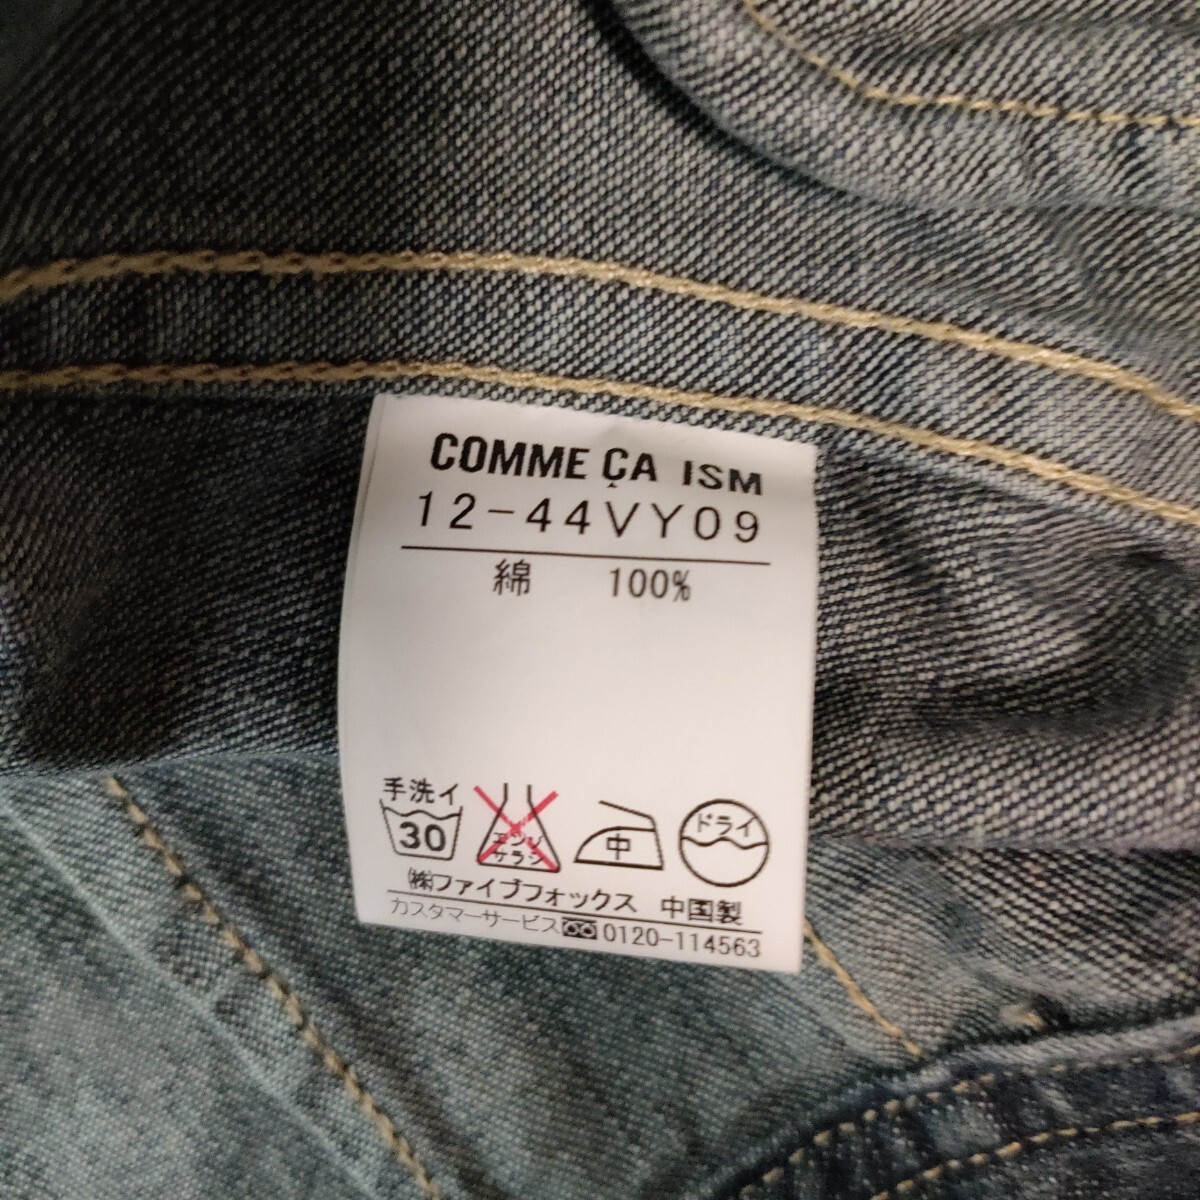 COMME ÇA ISM
12-44VY09
綿 100%
手洗イ
30 エンソサラシ 中 ドライ
㈱ファイブフォックス 中国製
カスタマーサービス 0120-114563